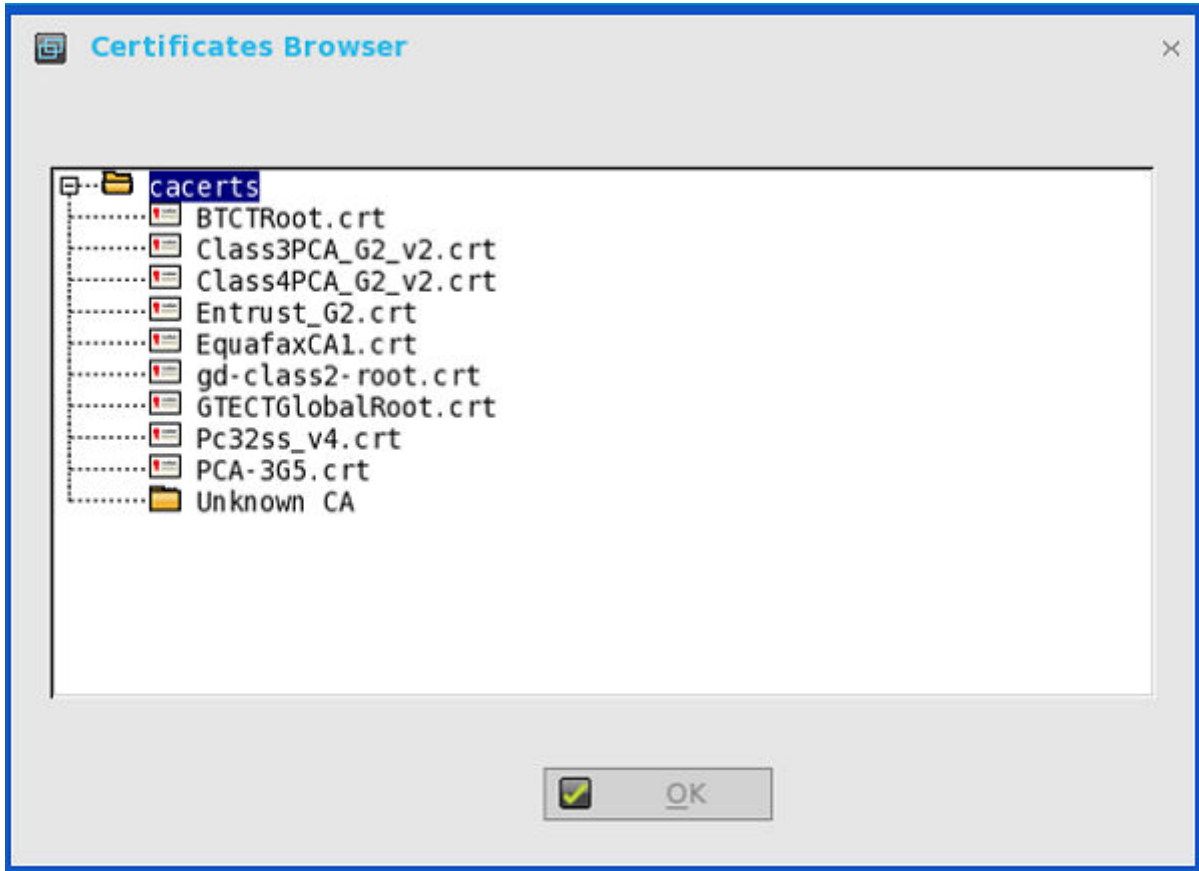 Certificates Browser
cacerts
BTCTRoot.crt
Class3PCA_G2_v2.crt
Class4PCA_G2_v2.crt
Entrust_G2.crt
EquafaxCA1.crt
gd-class2-root.crt
GTECTGlobalRoot.crt
Pc32ss_v4.crt
PCA-3G5.crt
Unknown CA
OK